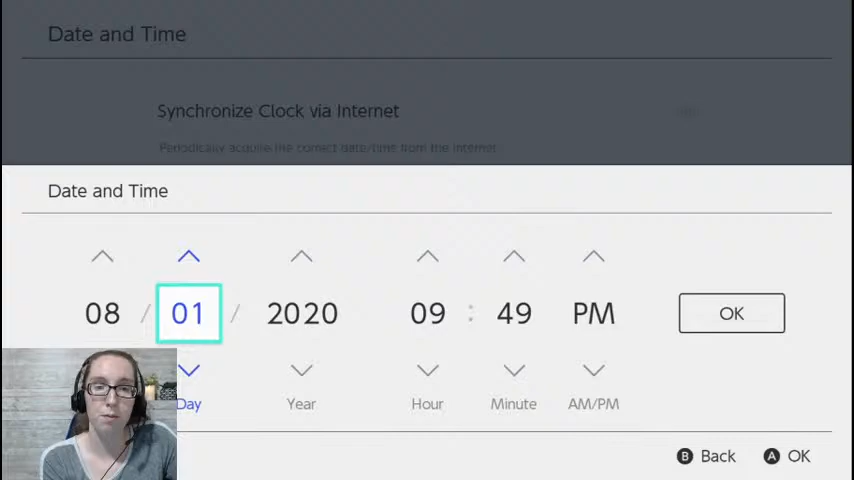 Date and Time
Synchronize Clock via Internet
Periodically acquire the correct date/time from the Internet.
Date and Time
08 / 01 / 2020 09 : 49 PM OK
Day Year Hour Minute AM/PM
B Back A OK